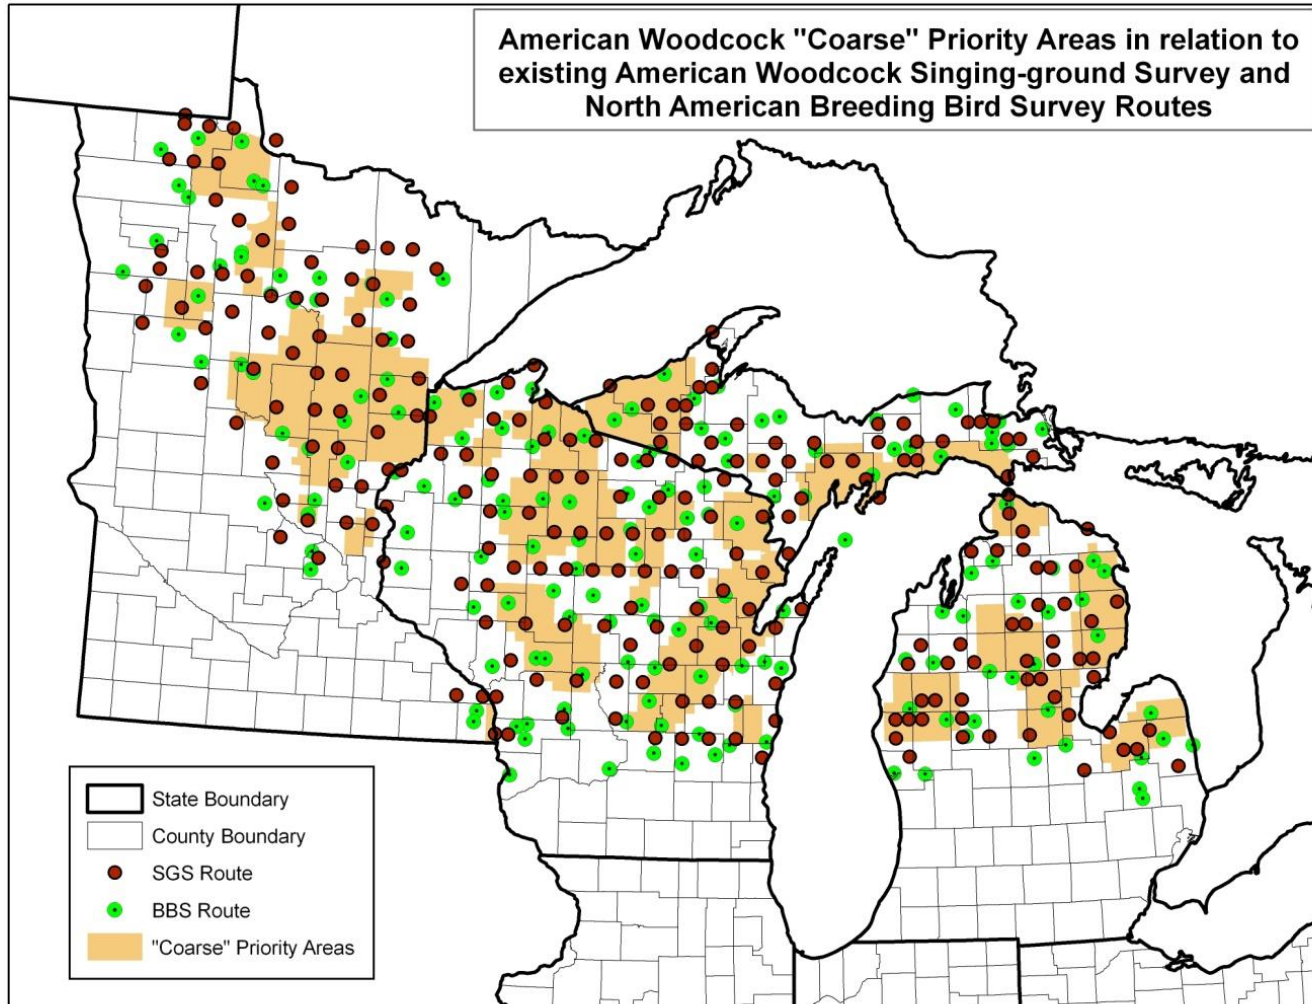 American Woodcock "Coarse" Priority Areas in relation to
existing American Woodcock Singing-ground Survey and
North American Breeding Bird Survey Routes
State Boundary
County Boundary
SGS Route
BBS Route
"Coarse" Priority Areas